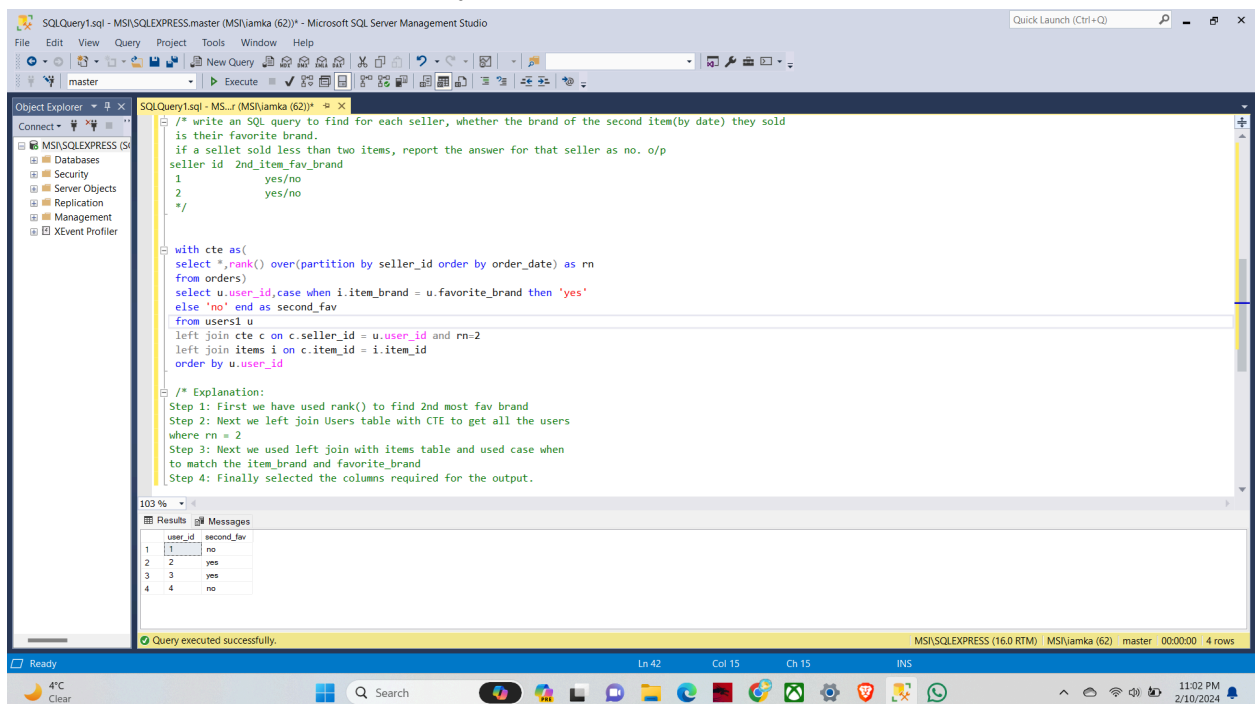 SQLQuery1.sql - MSI\SQLEXPRESS.master (MSI\iamka (62))* - Microsoft SQL Server Management Studio
Quick Launch (Ctrl+Q)
File Edit View Query Project Tools Window Help
New Query
master
Execute
Object Explorer
SQLQuery1.sql - MS...r (MSI\iamka (62))*
Connect
MSI\SQLEXPRESS (S
Databases
Security
Server Objects
Replication
Management
XEvent Profiler
/* write an SQL query to find for each seller, whether the brand of the second item(by date) they sold
is their favorite brand.
if a sellet sold less than two items, report the answer for that seller as no. o/p
seller id 2nd_item_fav_brand
1 yes/no
2 yes/no
*/
with cte as(
select *,rank() over(partition by seller_id order by order_date) as rn
from orders)
select u.user_id,case when i.item_brand = u.favorite_brand then 'yes'
else 'no' end as second_fav
from users1 u
left join cte c on c.seller_id = u.user_id and rn=2
left join items i on c.item_id = i.item_id
order by u.user_id
/* Explanation:
Step 1: First we have used rank() to find 2nd most fav brand
Step 2: Next we left join Users table with CTE to get all the users
where rn = 2
Step 3: Next we used left join with items table and used case when
to match the item_brand and favorite_brand
Step 4: Finally selected the columns required for the output.
103 %
Results Messages
user_id second_fav
1 1 no
2 2 yes
3 3 yes
4 4 no
Query executed successfully.
MSI\SQLEXPRESS (16.0 RTM) MSI\iamka (62) master 00:00:00 4 rows
Ready
Ln 42 Col 15 Ch 15 INS
4°C
Clear
Search
11:02 PM
2/10/2024